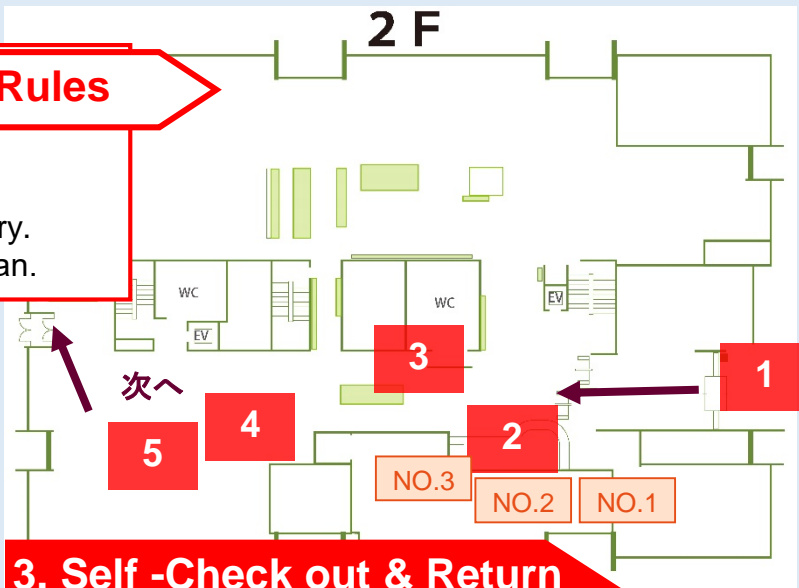 2 F
Rules
ry.
an.
WC
EV
WC
EV
次へ
1
2
3
4
5
NO.3
NO.2
NO.1
3. Self -Check out & Return